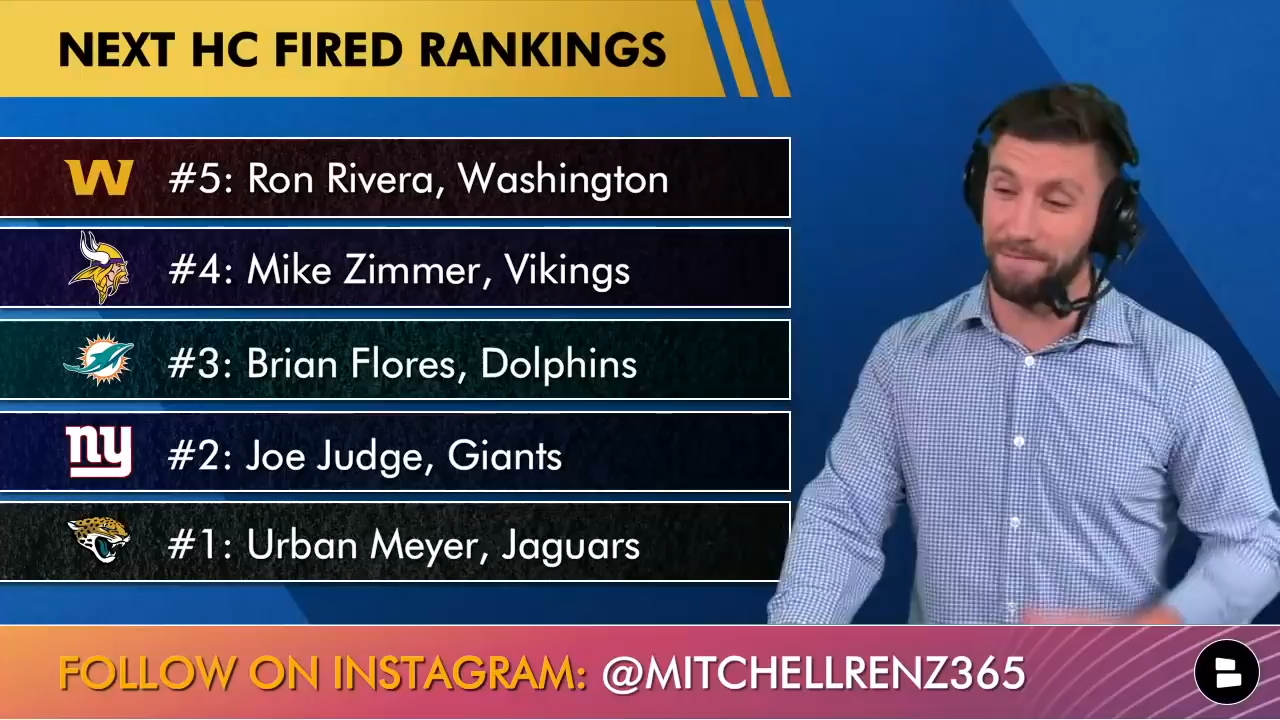 NEXT HC FIRED RANKINGS
W #5: Ron Rivera, Washington
#4: Mike Zimmer, Vikings
#3: Brian Flores, Dolphins
ny #2: Joe Judge, Giants
#1: Urban Meyer, Jaguars
FOLLOW ON INSTAGRAM: @MITCHELLRENZ365